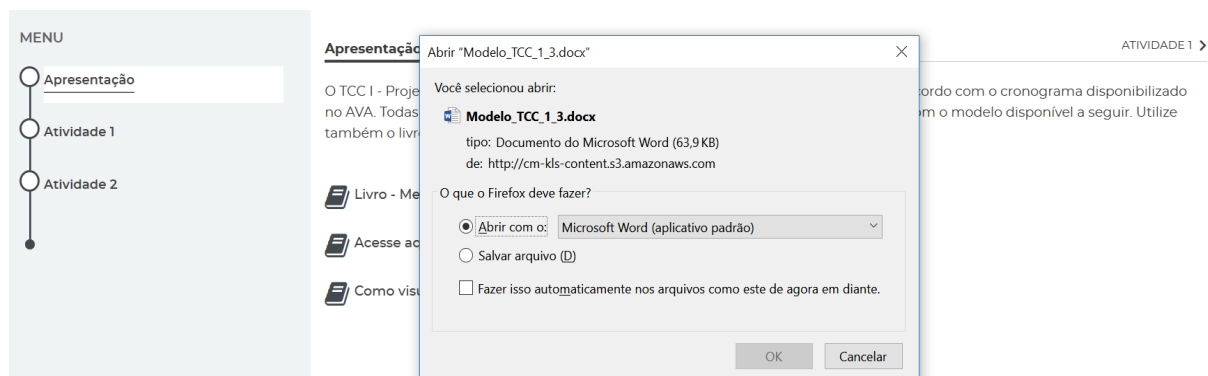 MENU
Apresentação
Atividade 1
Atividade 2
Apresentação
ATIVIDADE 1
O TCC I - Proje
cordo com o cronograma disponibilizado
no AVA. Todas
m o modelo disponível a seguir. Utilize
também o livr
Livro - Me
Acesse ao
Como visu
Abrir "Modelo_TCC_1_3.docx"
Você selecionou abrir:
Modelo_TCC_1_3.docx
tipo: Documento do Microsoft Word (63,9 KB)
de: http://cm-kls-content.s3.amazonaws.com
O que o Firefox deve fazer?
Abrir com o: Microsoft Word (aplicativo padrão)
Salvar arquivo (D)
Fazer isso automaticamente nos arquivos como este de agora em diante.
OK Cancelar